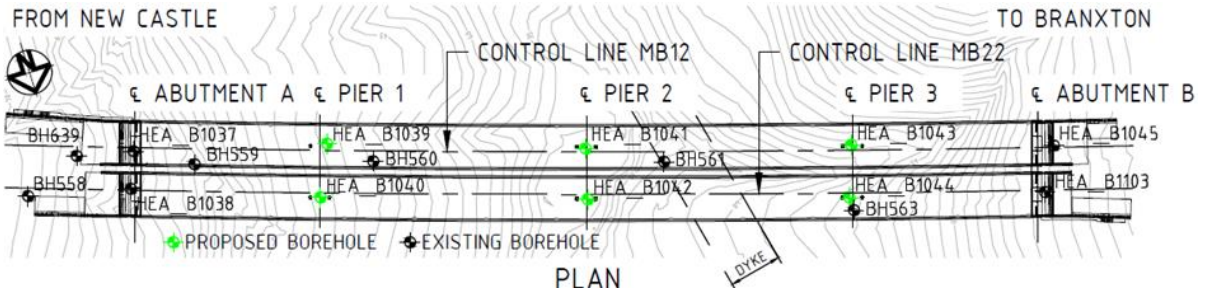 FROM NEW CASTLE
TO BRANXTON
CONTROL LINE MB12
CONTROL LINE MB22
N
℄ ABUTMENT A
℄ PIER 1
℄ PIER 2
℄ PIER 3
℄ ABUTMENT B
BH639
HEA_B1037
HEA_B1039
HEA_B1041
HEA_B1043
HEA_B1045
BH559
BH560
BH561
BH558
HEA_B1038
HEA_B1040
HEA_B1042
HEA_B1044
HEA_B1103
BH563
PROPOSED BOREHOLE
EXISTING BOREHOLE
DYKE
PLAN